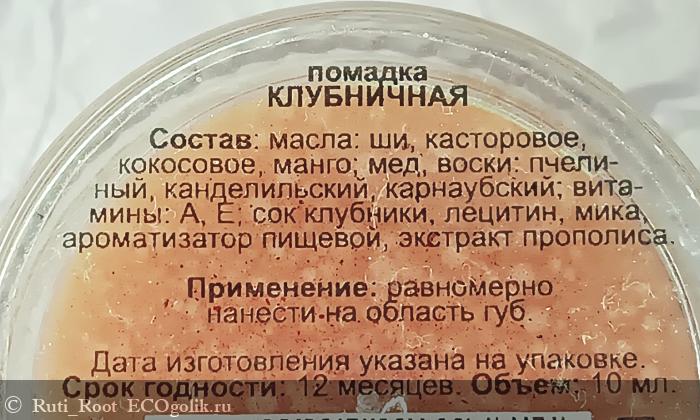 помадка
КЛУБНИЧНАЯ
Состав: масла: ши, касторовое,
кокосовое, манго; мед, воски: пчели-
ный, канделильский, карнаубский; вита-
мины: А, Е; сок клубники, лецитин, мика,
ароматизатор пищевой, экстракт прополиса.
Применение: равномерно
нанести на область губ.
Дата изготовления указана на упаковке.
Срок годности: 12 месяцев. Объем: 10 мл.
© Ruti_Root ECOgolik.ru